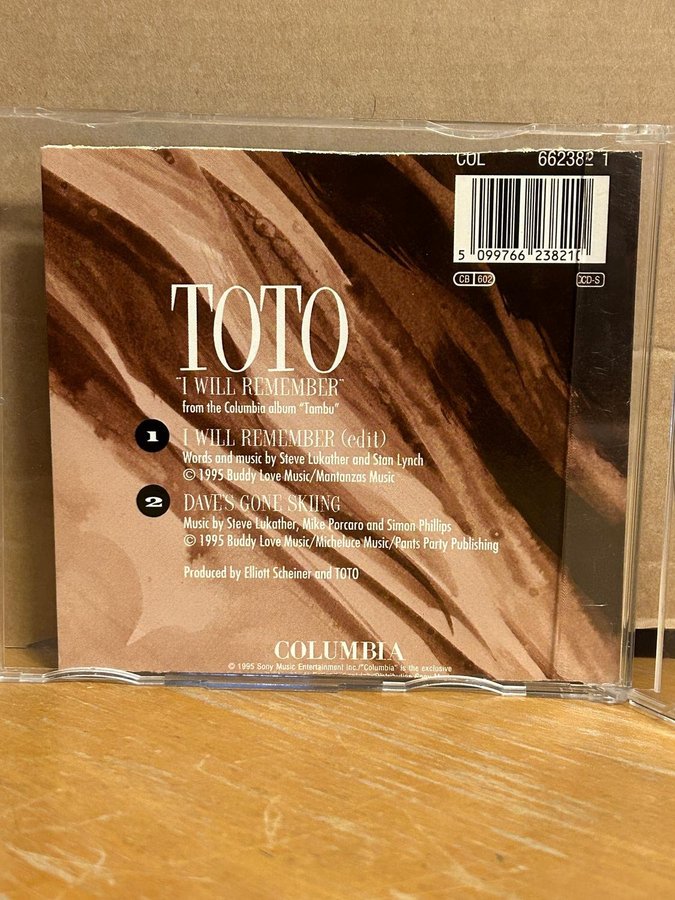 COL 662382 1
5 099766 238210
CB 602 CD-S
TOTO
"I WILL REMEMBER"
from the Columbia album "Tambu"
1 I WILL REMEMBER (edit)
Words and music by Steve Lukather and Stan Lynch
© 1995 Buddy Love Music/Mantanzas Music
2 DAVE'S GONE SKIING
Music by Steve Lukather, Mike Porcaro and Simon Phillips
© 1995 Buddy Love Music/Micheluce Music/Pants Party Publishing
Produced by Elliott Scheiner and TOTO
COLUMBIA
© 1995 Sony Music Entertainment Inc./"Columbia" is the exclusive